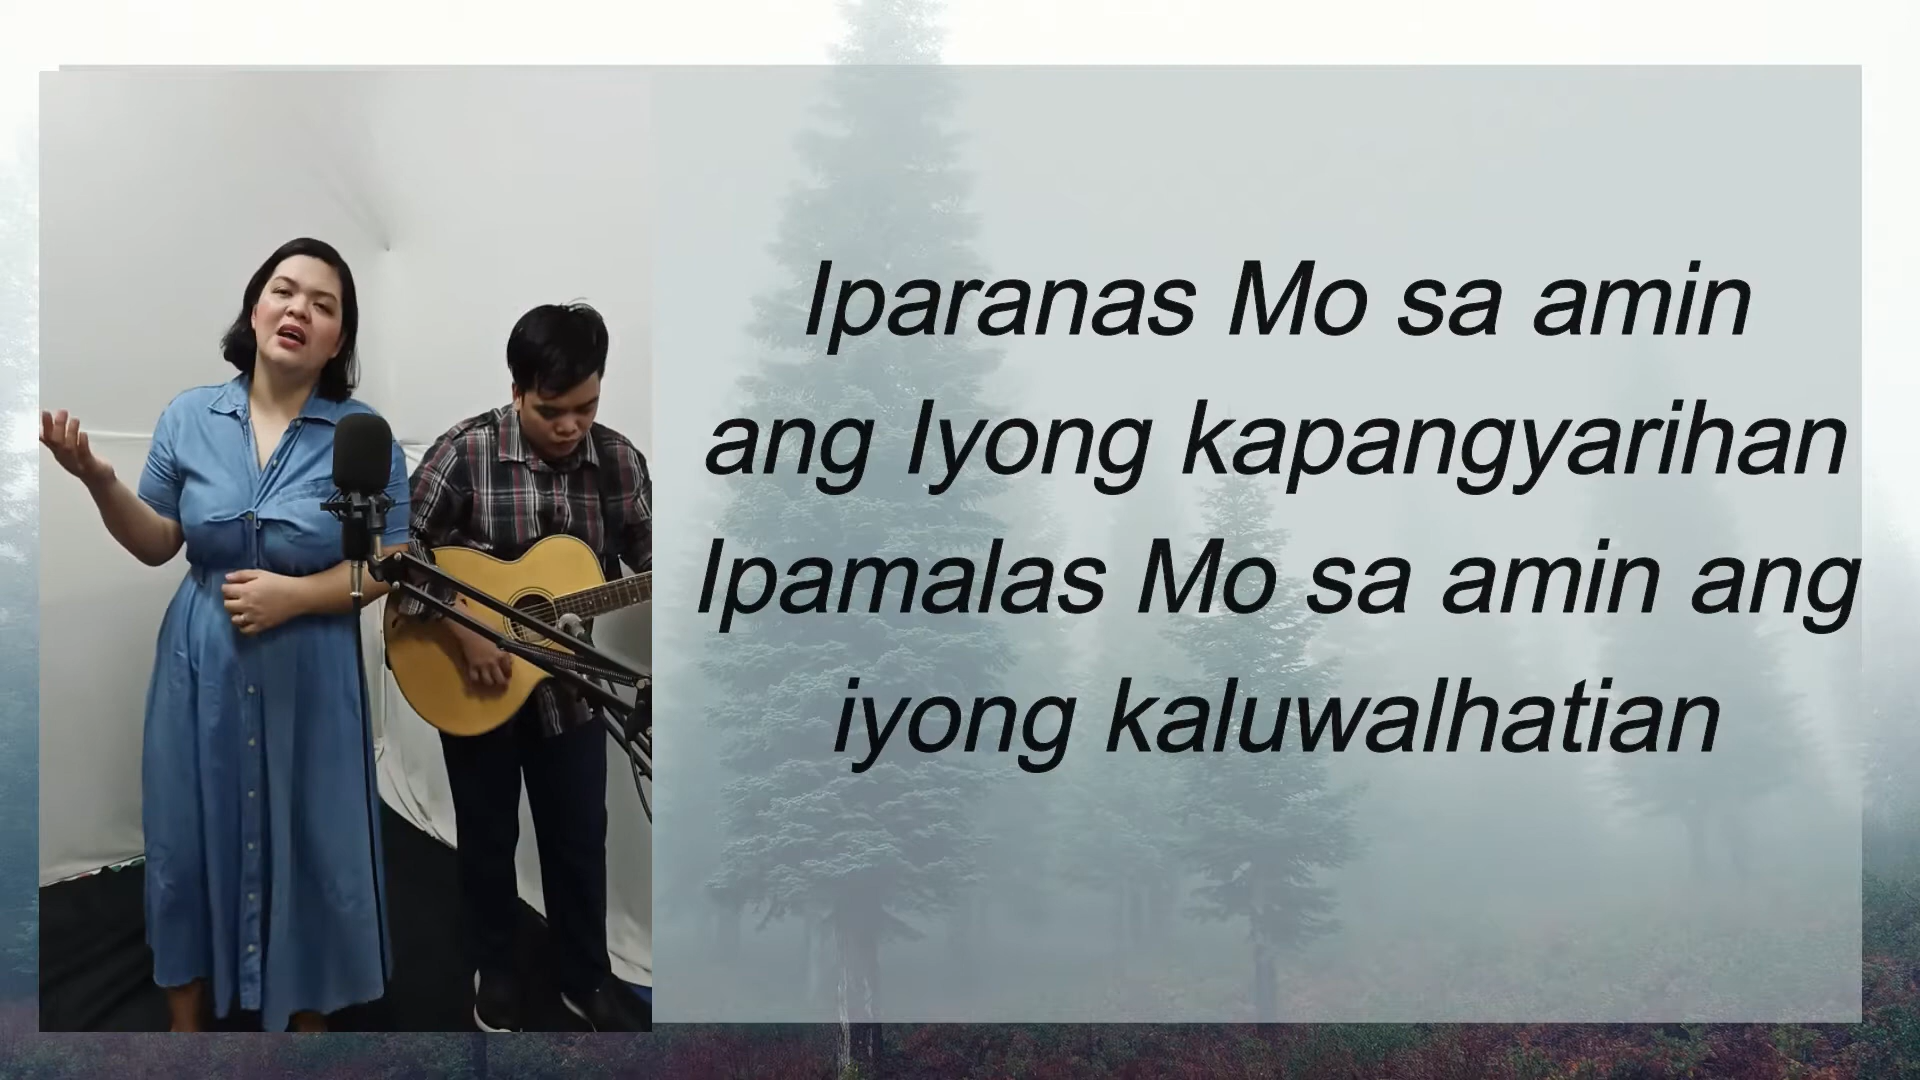 Iparanas Mo sa amin
ang Iyong kapangyarihan
Ipamalas Mo sa amin ang
iyong kaluwalhatian